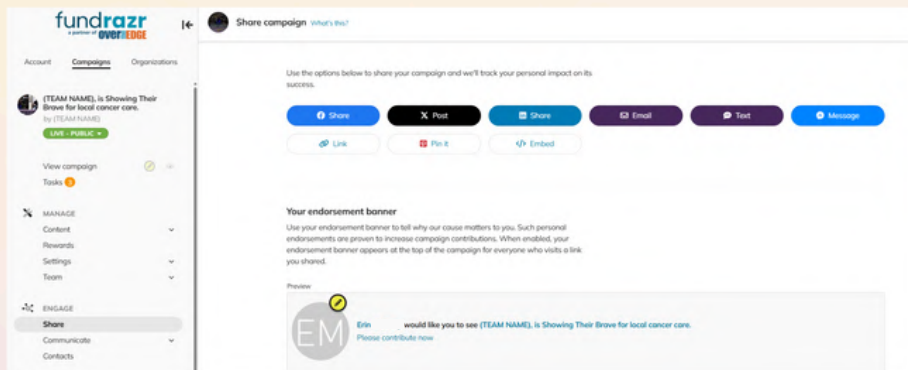 fundrazr
a partner of OVER THE EDGE
Account Campaigns Organizations
(TEAM NAME), is Showing Their
Brave for local cancer care.
by (TEAM NAME)
LIVE - PUBLIC
View campaign
Tasks 3
MANAGE
Content
Rewards
Settings
Team
ENGAGE
Share
Communicate
Contacts
Share campaign What's this?
Use the options below to share your campaign and we'll track your personal impact on its
success.
Share Post Share Email Text Message
Link Pin It Embed
Your endorsement banner
Use your endorsement banner to tell why our cause matters to you. Such personal
endorsements are proven to increase campaign contributions. When enabled, your
endorsement banner appears at the top of the campaign for everyone who visits a link
you shared.
Preview
EM
Erin would like you to see (TEAM NAME), is Showing Their Brave for local cancer care.
Please contribute now